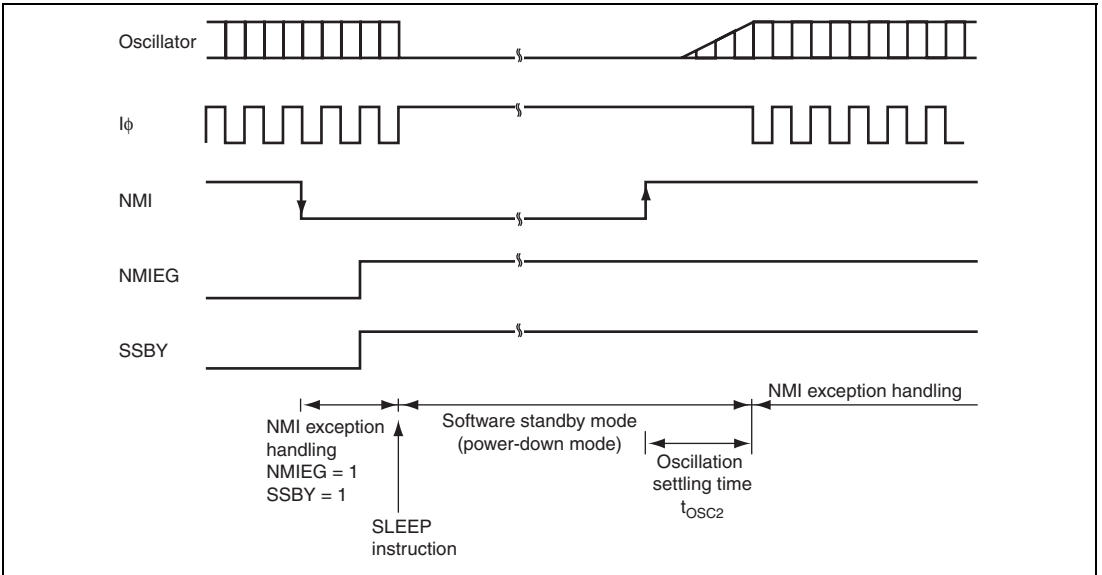 Oscillator
Iϕ
NMI
NMIEG
SSBY
NMI exception
handling
NMIEG = 1
SSBY = 1
SLEEP
instruction
Software standby mode
(power-down mode)
Oscillation
settling time
tOSC2
NMI exception handling